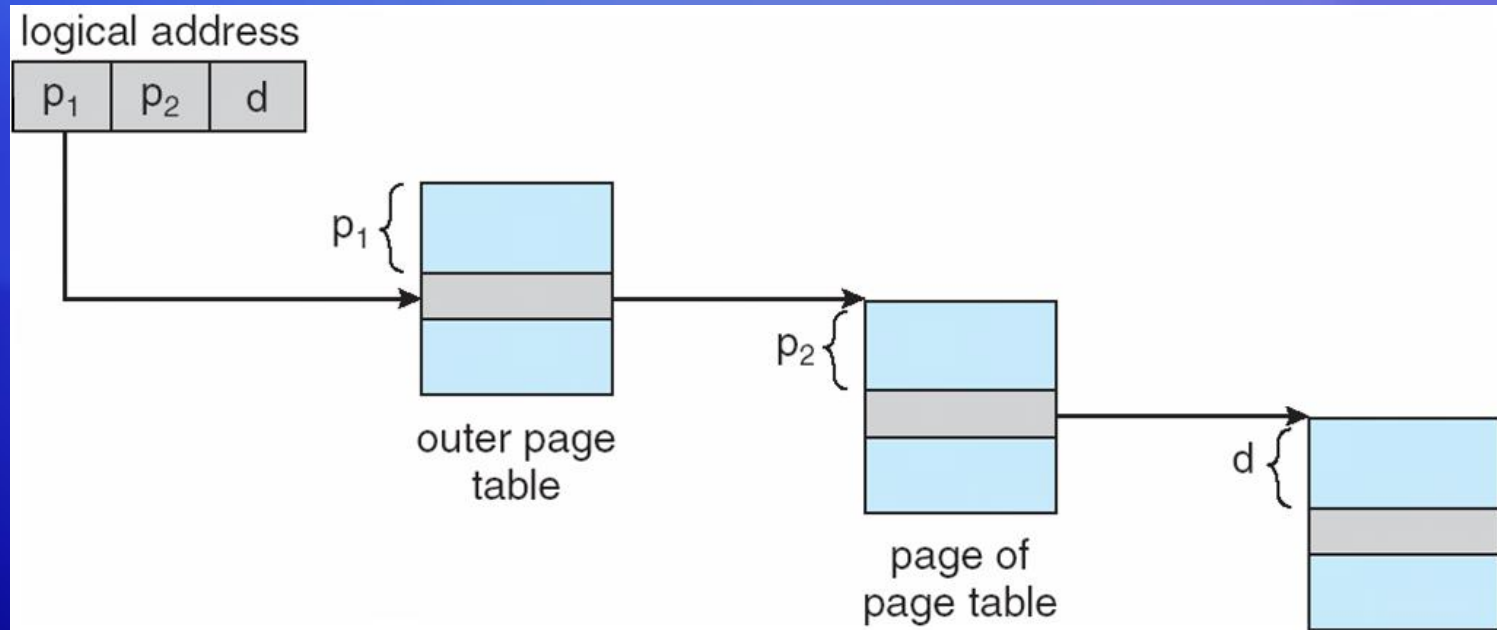 logical address
p₁ p₂ d
p₁
outer page
table
p₂
page of
page table
d